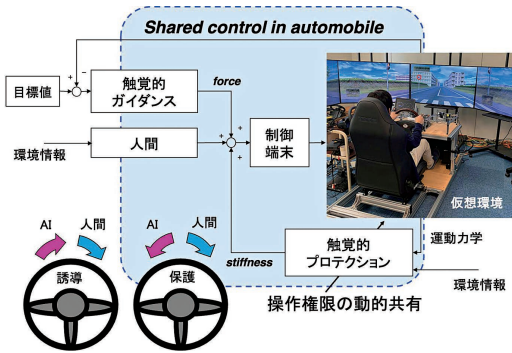 Shared control in automobile
目標値
+
−
触覚的
ガイダンス
force
環境情報
人間
+
+
+
制御
端末
仮想環境
AI
人間
誘導
AI
人間
保護
stiffness
触覚的
プロテクション
運動力学
環境情報
操作権限の動的共有